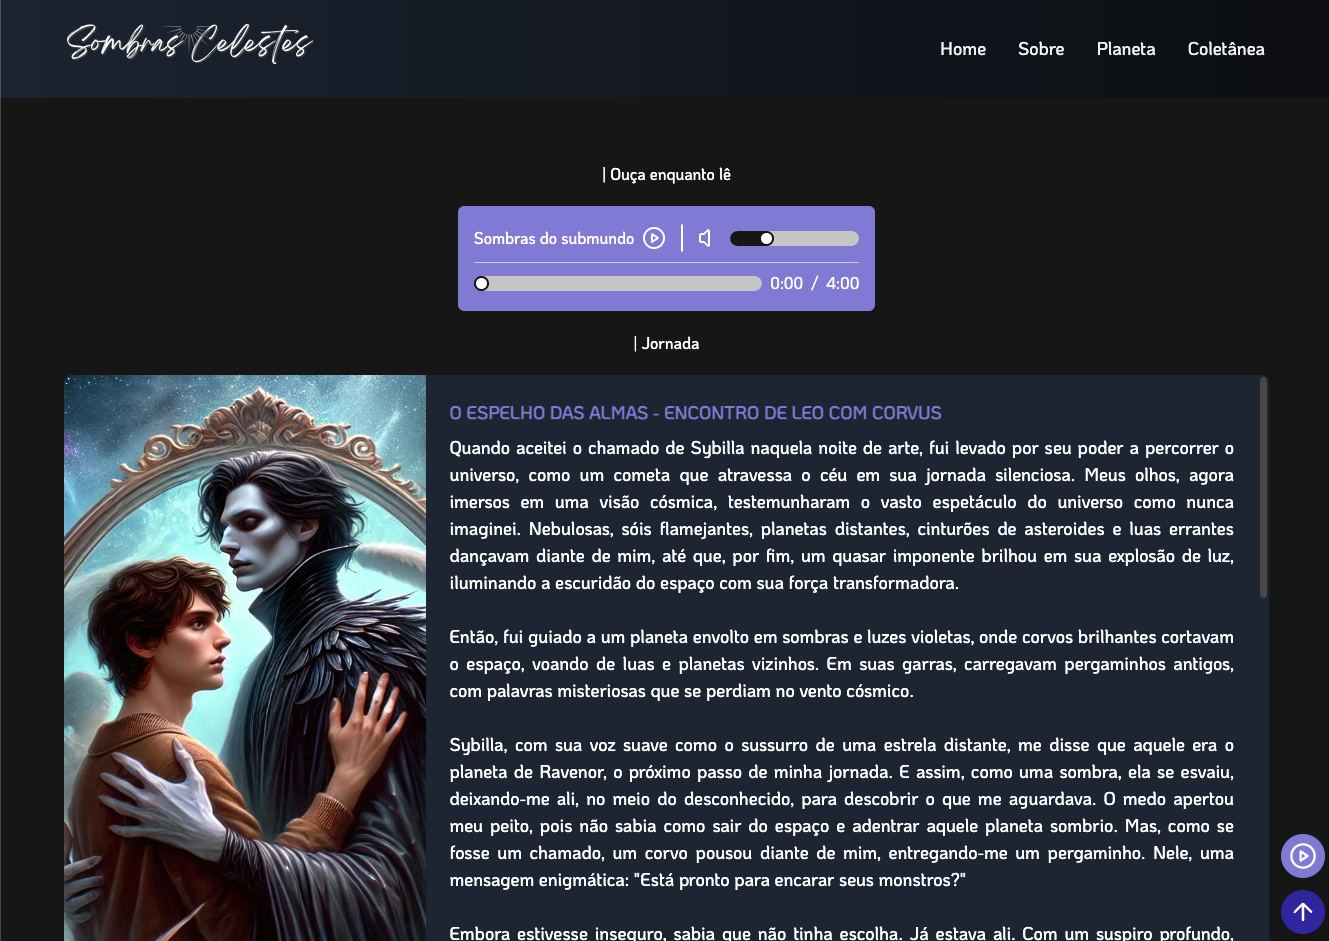 Sombras Celestes
Home Sobre Planeta Coletânea
| Ouça enquanto lê
Sombras do submundo
0:00 / 4:00
| Jornada
O ESPELHO DAS ALMAS - ENCONTRO DE LEO COM CORVUS
Quando aceitei o chamado de Sybilla naquela noite de arte, fui levado por seu poder a percorrer o
universo, como um cometa que atravessa o céu em sua jornada silenciosa. Meus olhos, agora
imersos em uma visão cósmica, testemunharam o vasto espetáculo do universo como nunca
imaginei. Nebulosas, sóis flamejantes, planetas distantes, cinturões de asteroides e luas errantes
dançavam diante de mim, até que, por fim, um quasar imponente brilhou em sua explosão de luz,
iluminando a escuridão do espaço com sua força transformadora.
Então, fui guiado a um planeta envolto em sombras e luzes violetas, onde corvos brilhantes cortavam
o espaço, voando de luas e planetas vizinhos. Em suas garras, carregavam pergaminhos antigos,
com palavras misteriosas que se perdiam no vento cósmico.
Sybilla, com sua voz suave como o sussurro de uma estrela distante, me disse que aquele era o
planeta de Ravenor, o próximo passo de minha jornada. E assim, como uma sombra, ela se esvaiu,
deixando-me ali, no meio do desconhecido, para descobrir o que me aguardava. O medo apertou
meu peito, pois não sabia como sair do espaço e adentrar aquele planeta sombrio. Mas, como se
fosse um chamado, um corvo pousou diante de mim, entregando-me um pergaminho. Nele, uma
mensagem enigmática: "Está pronto para encarar seus monstros?"
Embora estivesse inseguro, sabia que não tinha escolha. Já estava ali. Com um suspiro profundo,